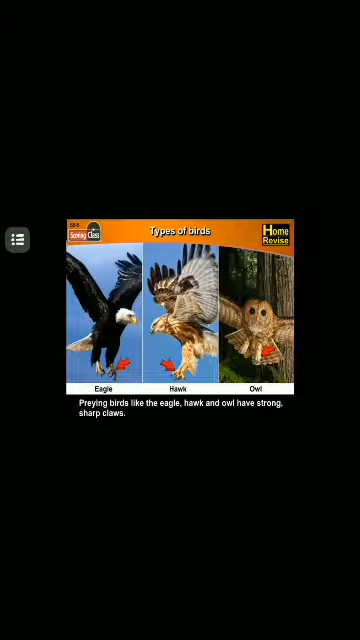 Scoring Class
Types of birds
Home
Revise
Eagle
Hawk
Owl
Preying birds like the eagle, hawk and owl have strong,
sharp claws.